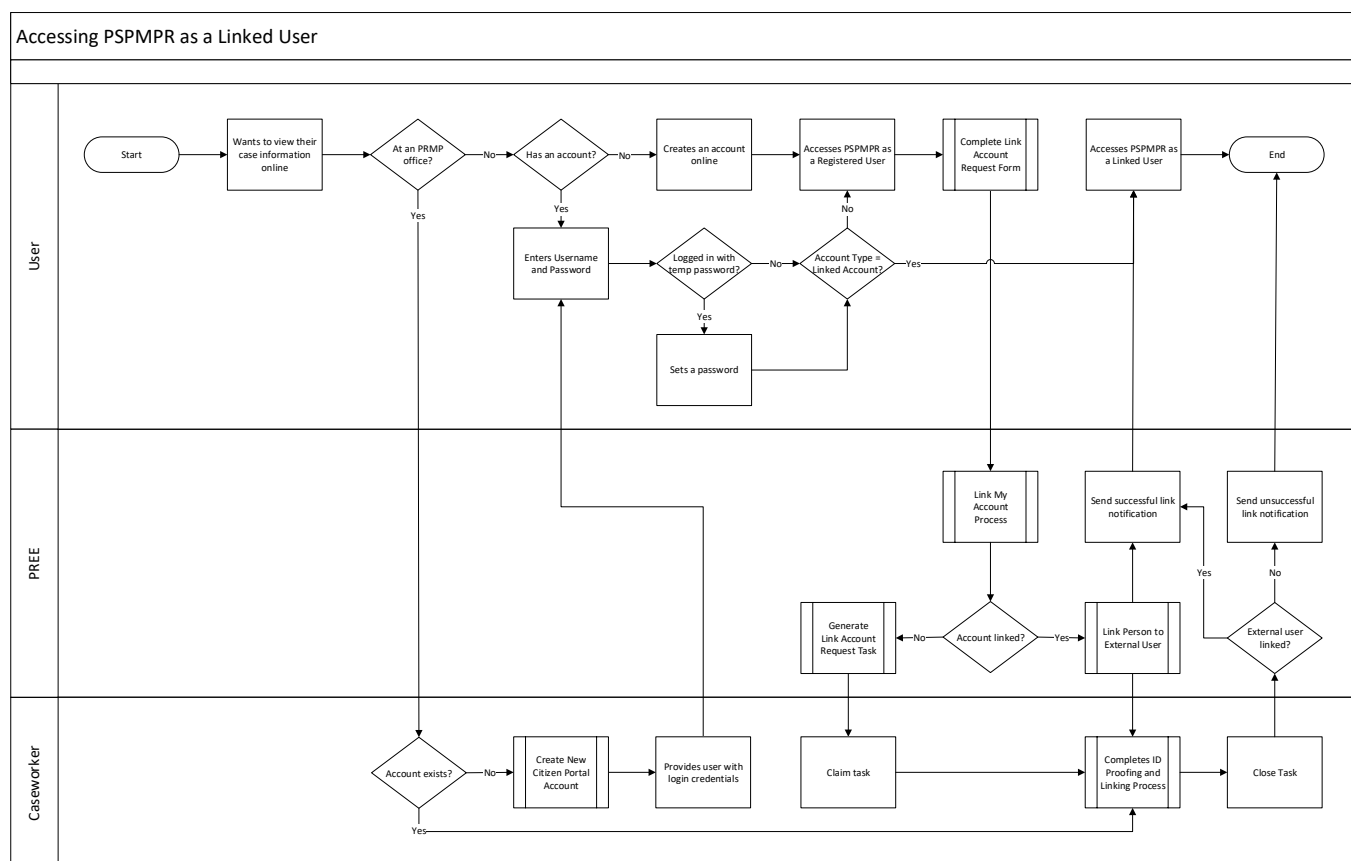 Accessing PSPMPR as a Linked User
User
Start
Wants to view their
case information
online
At an PRMP
office?
No
Has an account?
No
Creates an account
online
Accesses PSPMPR as
a Registered User
Complete Link
Account
Request Form
Accesses PSPMPR as
a Linked User
End
Yes
Yes
No
Enters Username
and Password
Logged in with
temp password?
No
Account Type =
Linked Account?
Yes
Yes
Sets a password
PREE
Link My
Account
Process
Send successful link
notification
Send unsuccessful
link notification
Yes
No
Generate
Link Account
Request Task
No
Account linked?
Yes
Link Person to
External User
External user
linked?
Caseworker
Account exists?
No
Create New
Citizen Portal
Account
Provides user with
login credentials
Claim task
Completes ID
Proofing and
Linking Process
Close Task
Yes